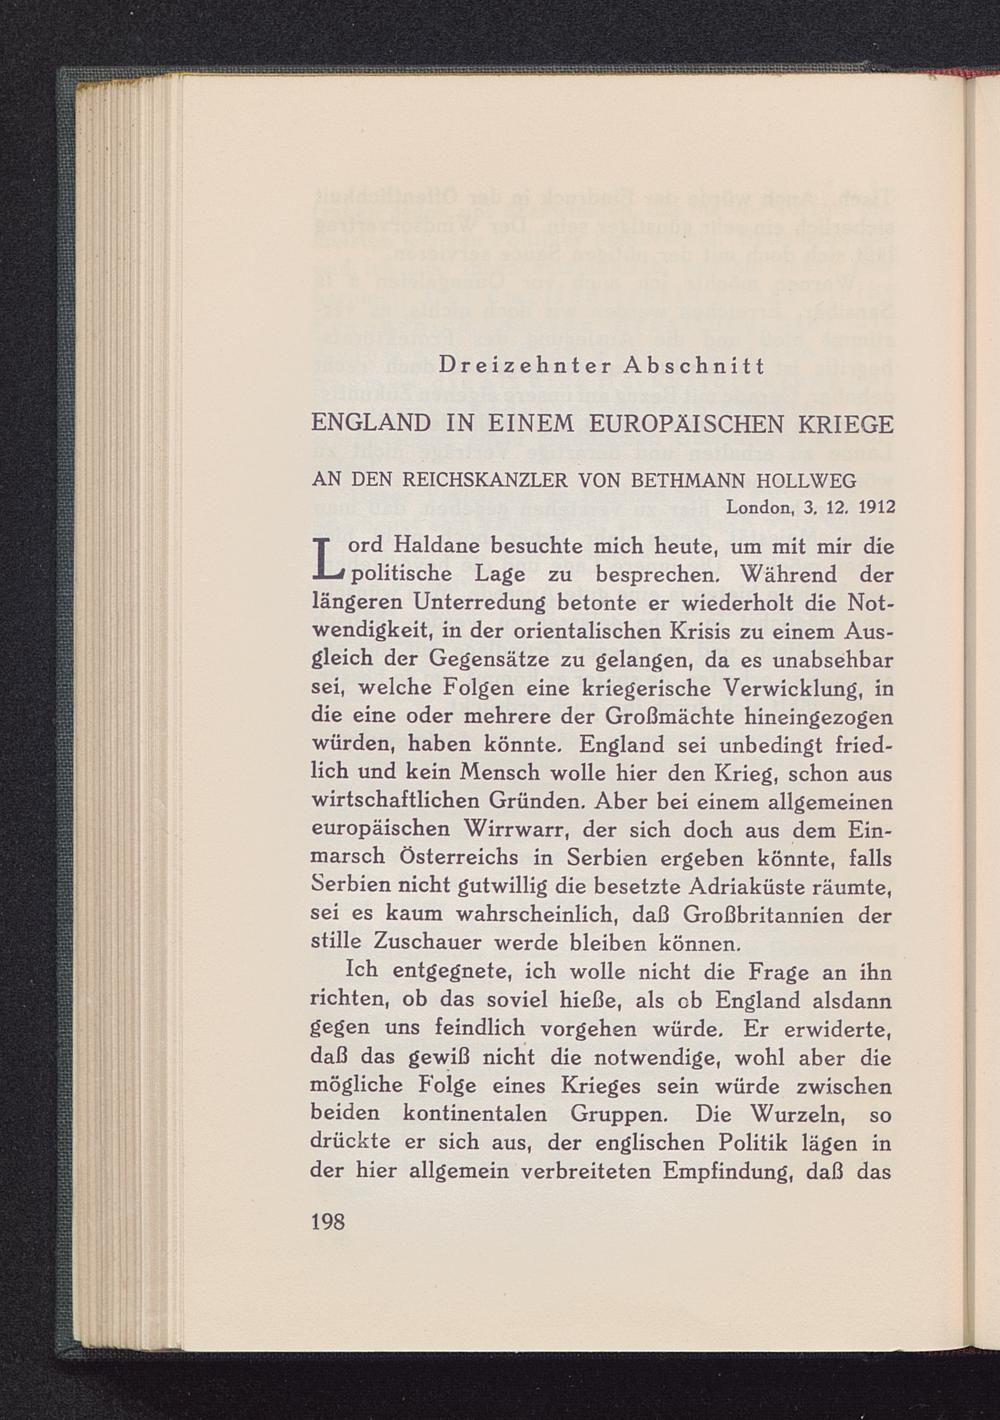 Dreizehnter Abschnitt
ENGLAND IN EINEM EUROPÄISCHEN KRIEGE
AN DEN REICHSKANZLER VON BETHMANN HOLLWEG
London, 3. 12. 1912
Lord Haldane besuchte mich heute, um mit mir die
politische Lage zu besprechen. Während der
längeren Unterredung betonte er wiederholt die Not-
wendigkeit, in der orientalischen Krisis zu einem Aus-
gleich der Gegensätze zu gelangen, da es unabsehbar
sei, welche Folgen eine kriegerische Verwicklung, in
die eine oder mehrere der Großmächte hineingezogen
würden, haben könnte. England sei unbedingt fried-
lich und kein Mensch wolle hier den Krieg, schon aus
wirtschaftlichen Gründen. Aber bei einem allgemeinen
europäischen Wirrwarr, der sich doch aus dem Ein-
marsch Österreichs in Serbien ergeben könnte, falls
Serbien nicht gutwillig die besetzte Adriaküste räumte,
sei es kaum wahrscheinlich, daß Großbritannien der
stille Zuschauer werde bleiben können.
Ich entgegnete, ich wolle nicht die Frage an ihn
richten, ob das soviel hieße, als ob England alsdann
gegen uns feindlich vorgehen würde. Er erwiderte,
daß das gewiß nicht die notwendige, wohl aber die
mögliche Folge eines Krieges sein würde zwischen
beiden kontinentalen Gruppen. Die Wurzeln, so
drückte er sich aus, der englischen Politik lägen in
der hier allgemein verbreiteten Empfindung, daß das
198